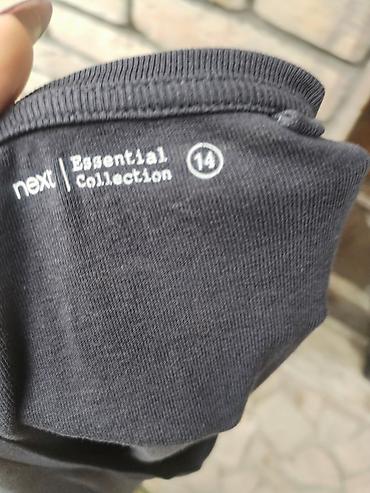 next | Essential 14
Collection